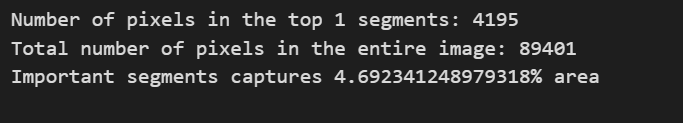 Number of pixels in the top 1 segments: 4195
Total number of pixels in the entire image: 89401
Important segments captures 4.692341248979318% area